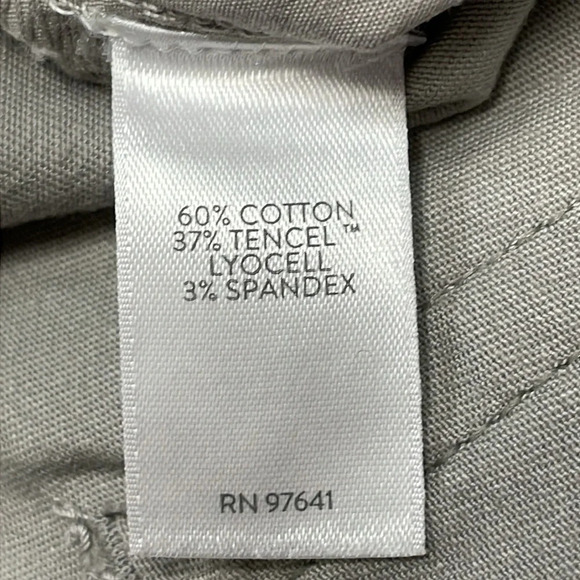 60% COTTON
37% TENCEL™
LYOCELL
3% SPANDEX
RN 97641